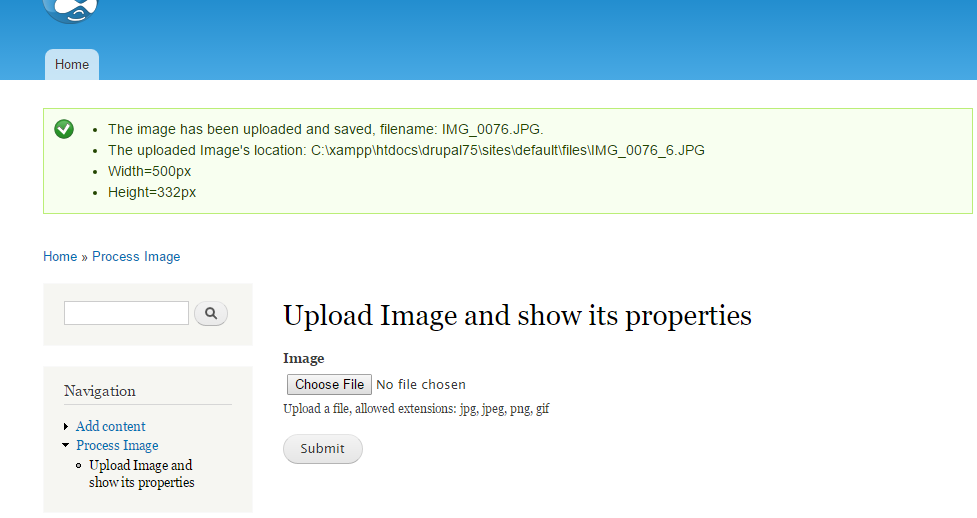 Home
The image has been uploaded and saved, filename: IMG_0076.JPG.
The uploaded Image's location: C:\xampp\htdocs\drupal75\sites\default\files\IMG_0076_6.JPG
Width=500px
Height=332px
Home » Process Image
Upload Image and show its properties
Image
Choose File No file chosen
Upload a file, allowed extensions: jpg, jpeg, png, gif
Submit
Navigation
Add content
Process Image
Upload Image and
show its properties